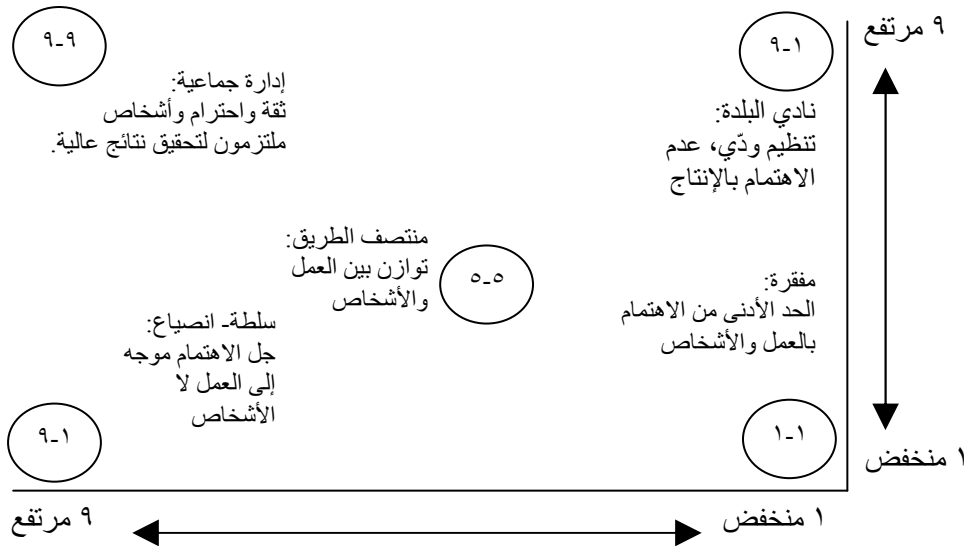 ٩ مرتفع
٩-١
نادي البلدة:
تنظيم ودّي، عدم
الاهتمام بالإنتاج
٩-٩
إدارة جماعية:
ثقة واحترام وأشخاص
ملتزمون لتحقيق نتائج عالية.
منتصف الطريق:
توازن بين العمل
والأشخاص
٥-٥
مفقرة:
الحد الأدنى من الاهتمام
بالعمل والأشخاص
سلطة- انصياع:
جل الاهتمام موجه
إلى العمل لا
الأشخاص
١-١
٩-١
١ منخفض
١ منخفض
٩ مرتفع